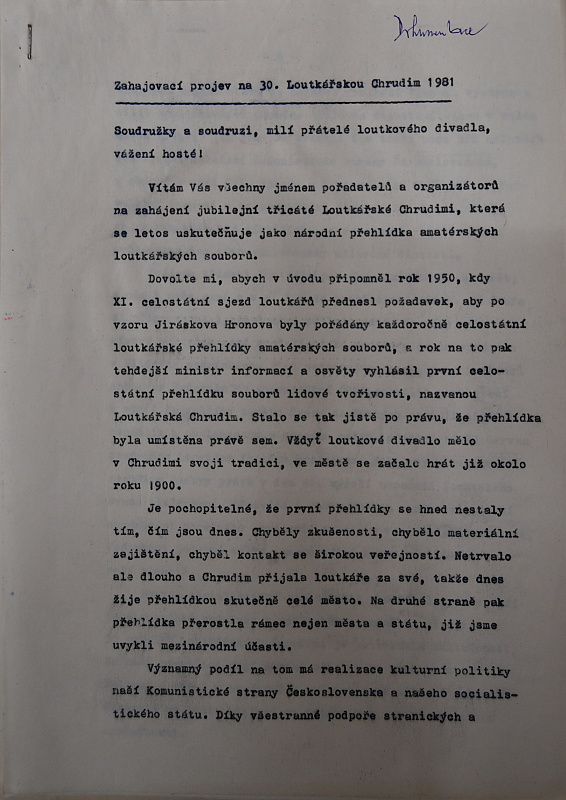 Dokumentace
Zahajovací projev na 30. Loutkářskou Chrudim 1981
Soudružky a soudruzi, milí přátelé loutkového divadla,
vážení hosté!
Vítám Vás všechny jménem pořadatelů a organizátorů
na zahájení jubilejní třicáté Loutkářské Chrudimi, která
se letos uskutečňuje jako národní přehlídka amatérských
loutkářských souborů.
Dovolte mi, abych v úvodu připomněl rok 1950, kdy
XI. celostátní sjezd loutkářů přednesl požadavek, aby po
vzoru Jiráskova Hronova byly pořádány každoročně celostátní
loutkářské přehlídky amatérských souborů, a rok na to pak
tehdejší ministr informací a osvěty vyhlásil první celo-
státní přehlídku souborů lidové tvořivosti, nazvanou
Loutkářská Chrudim. Stalo se tak jistě po právu, že přehlídka
byla umístěna právě sem. Vždyť loutkové divadlo mělo
v Chrudimi svoji tradici, ve městě se začalo hrát již okolo
roku 1900.
Je pochopitelné, že první přehlídky se hned nestaly
tím, čím jsou dnes. Chyběly zkušenosti, chybělo materiální
zajištění, chyběl kontakt se širokou veřejností. Netrvalo
ale dlouho a Chrudim přijala loutkáře za své, takže dnes
žije přehlídkou skutečně celé město. Na druhé straně pak
přehlídka přerostla rámec nejen města a státu, již jsme
uvykli mezinárodní účasti.
Významný podíl na tom má realizace kulturní politiky
naší Komunistické strany Československa a našeho socialis-
tického státu. Díky všestranné podpoře stranických a